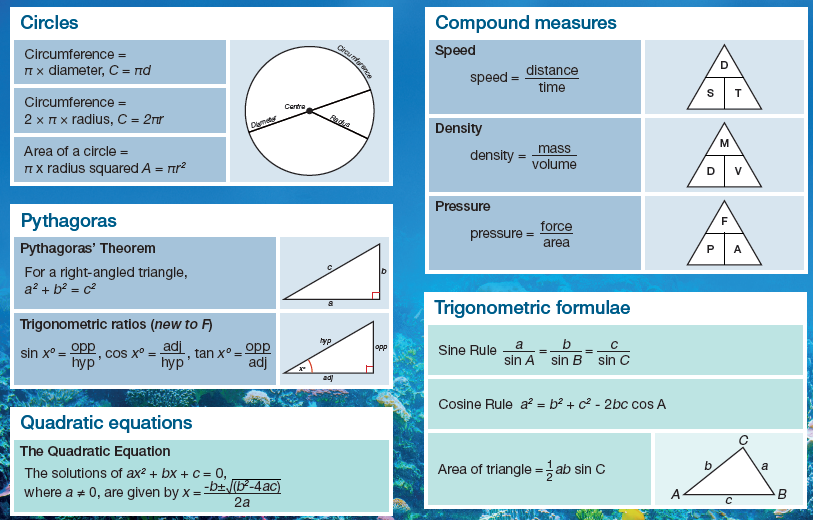 Circles
Circumference =
π × diameter, C = πd
Circumference =
2 × π × radius, C = 2πr
Area of a circle =
π x radius squared A = πr²
Circumference
Centre
Diameter
Radius
Pythagoras
Pythagoras' Theorem
For a right-angled triangle,
a² + b² = c²
c
b
a
Trigonometric ratios (new to F)
sin xº = opp/hyp, cos xº = adj/hyp, tan xº = opp/adj
hyp
opp
xº
adj
Quadratic equations
The Quadratic Equation
The solutions of ax² + bx + c = 0,
where a ≠ 0, are given by x = -b±√(b²-4ac)/2a
Compound measures
Speed
speed = distance/time
D
S T
Density
density = mass/volume
M
D V
Pressure
pressure = force/area
F
P A
Trigonometric formulae
Sine Rule a/sin A = b/sin B = c/sin C
Cosine Rule a² = b² + c² - 2bc cos A
Area of triangle = 1/2 ab sin C
C
b a
A B
c